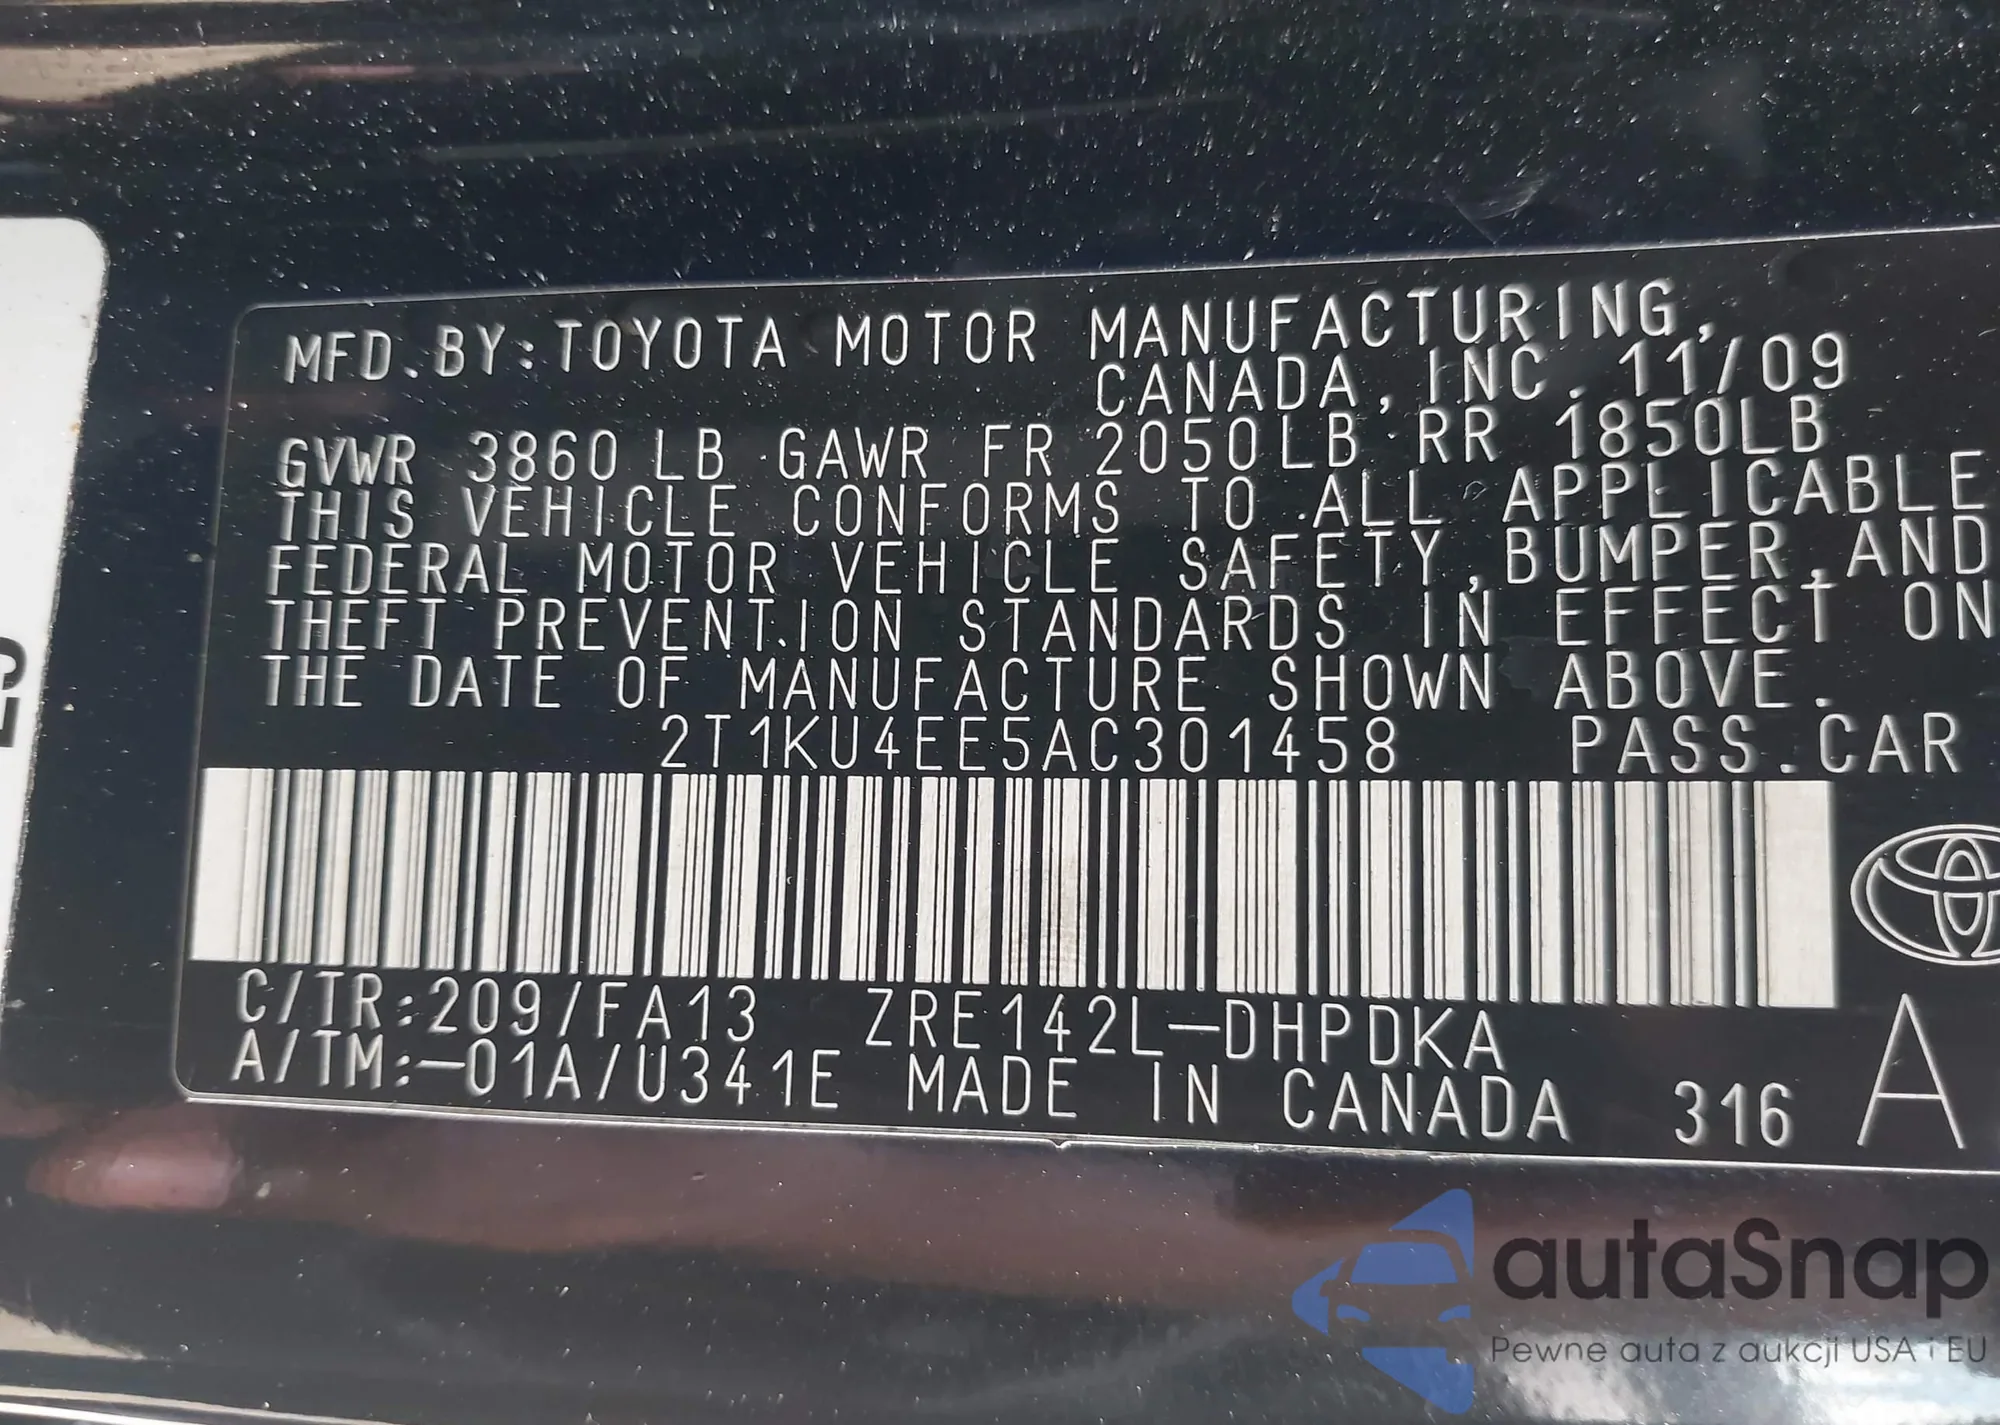 MFD. BY: TOYOTA MOTOR MANUFACTURING,
CANADA, INC. 11/09
GVWR 3860 LB GAWR FR 2050LB RR 1850LB
THIS VEHICLE CONFORMS TO ALL APPLICABLE
FEDERAL MOTOR VEHICLE SAFETY, BUMPER, AND
THEFT PREVENTION STANDARDS IN EFFECT ON
THE DATE OF MANUFACTURE SHOWN ABOVE.
2T1KU4EE5AC301458 PASS. CAR
C/TR:209/FA13 ZRE142L-DHPDKA
A/TM:-01A/U341E MADE IN CANADA 316 A
autaSnap
Pewne auta z aukcji USA i EU